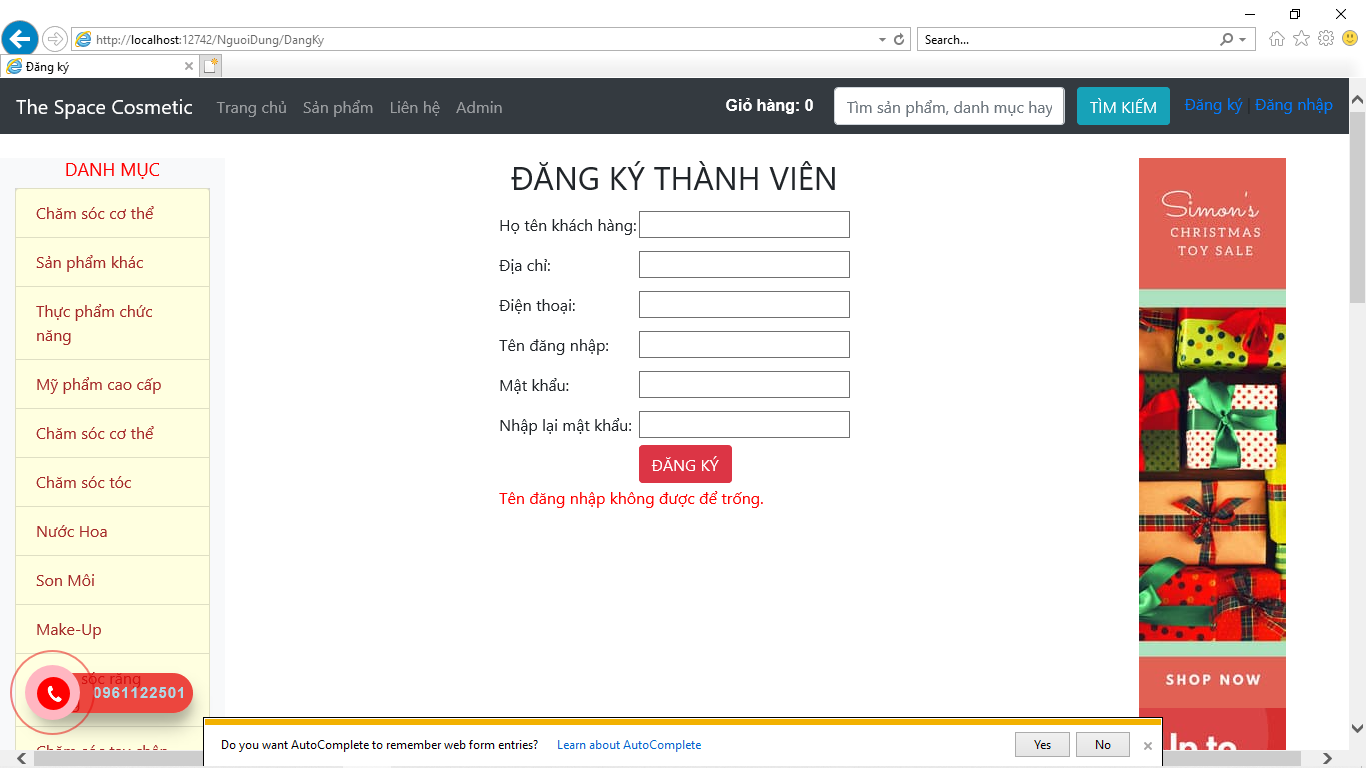 http://localhost:12742/NguoiDung/DangKy
Search...
Đăng ký
The Space Cosmetic
Trang chủ
Sản phẩm
Liên hệ
Admin
Giỏ hàng: 0
Tìm sản phẩm, danh mục hay
TÌM KIẾM
Đăng ký | Đăng nhập
DANH MỤC
Chăm sóc cơ thể
Sản phẩm khác
Thực phẩm chức
năng
Mỹ phẩm cao cấp
Chăm sóc cơ thể
Chăm sóc tóc
Nước Hoa
Son Môi
Make-Up
sóc răng
0961122501
Chăm sóc tay chân
ĐĂNG KÝ THÀNH VIÊN
Họ tên khách hàng:
Địa chỉ:
Điện thoại:
Tên đăng nhập:
Mật khẩu:
Nhập lại mật khẩu:
ĐĂNG KÝ
Tên đăng nhập không được để trống.
Simon's
CHRISTMAS
TOY SALE
SHOP NOW
Up to
Do you want AutoComplete to remember web form entries?
Learn about AutoComplete
Yes
No